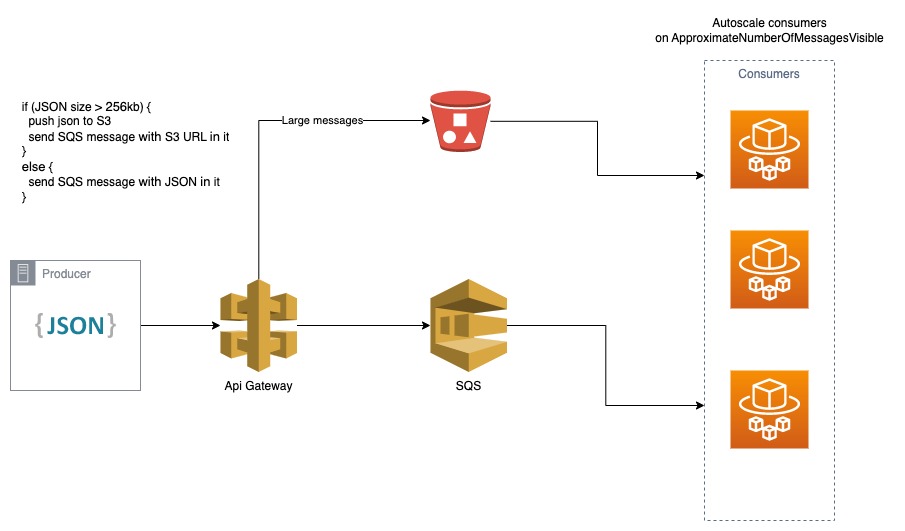 Autoscale consumers
on ApproximateNumberOfMessagesVisible
Consumers
if (JSON size > 256kb) {
push json to S3
send SQS message with S3 URL in it
}
else {
send SQS message with JSON in it
}
Large messages
Producer
{JSON}
Api Gateway
SQS